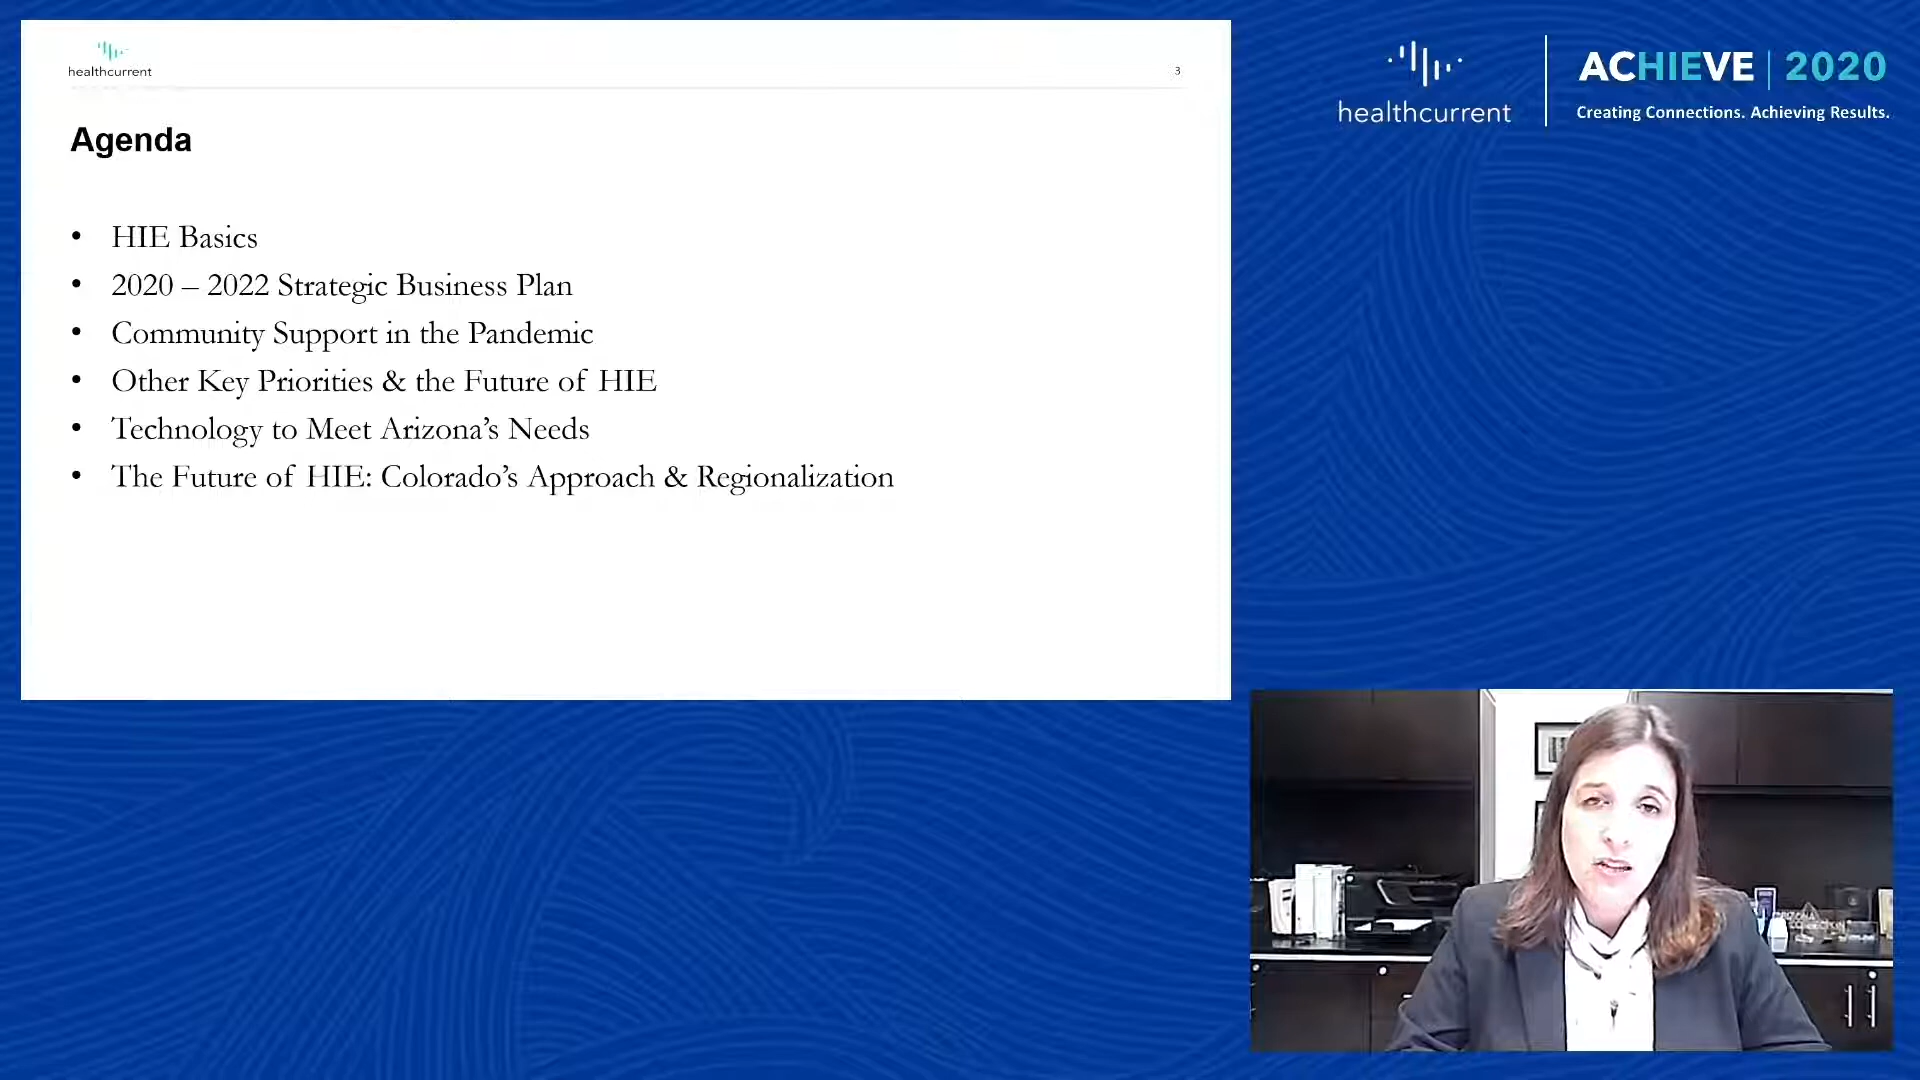 healthcurrent
3
Agenda
• HIE Basics
• 2020 – 2022 Strategic Business Plan
• Community Support in the Pandemic
• Other Key Priorities & the Future of HIE
• Technology to Meet Arizona’s Needs
• The Future of HIE: Colorado’s Approach & Regionalization
healthcurrent
ACHIEVE | 2020
Creating Connections. Achieving Results.